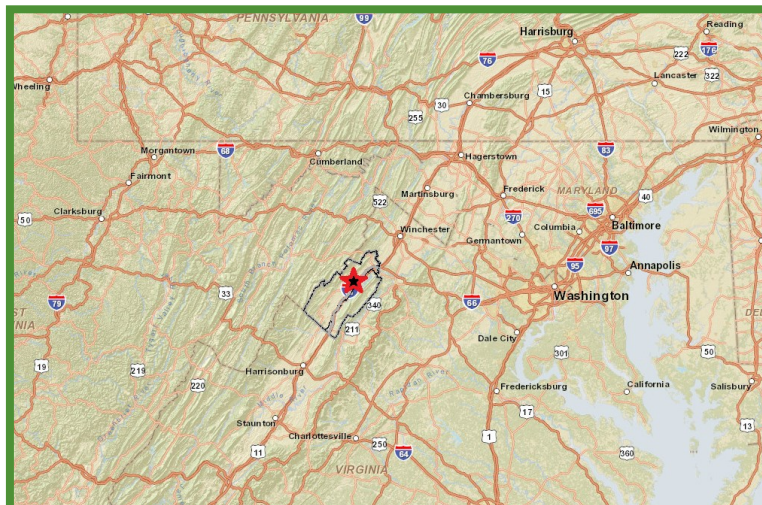 PENNSYLVANIA
99
Reading
Harrisburg
222
176
76
Wheeling
Lancaster
322
Chambersburg
15
30
255
Wilmington
Morgantown
68
Cumberland
Hagerstown
83
Fairmont
Martinsburg
Frederick
MARYLAND
40
522
Clarksburg
50
270
695
Baltimore
Winchester
Columbia
Germantown
97
95
Annapolis
33
340
66
Washington
79
211
Dale City
301
50
19
219
Harrisonburg
220
Fredericksburg
California
Salisbury
17
Staunton
13
Charlottesville
250
1
11
64
360
VIRGINIA